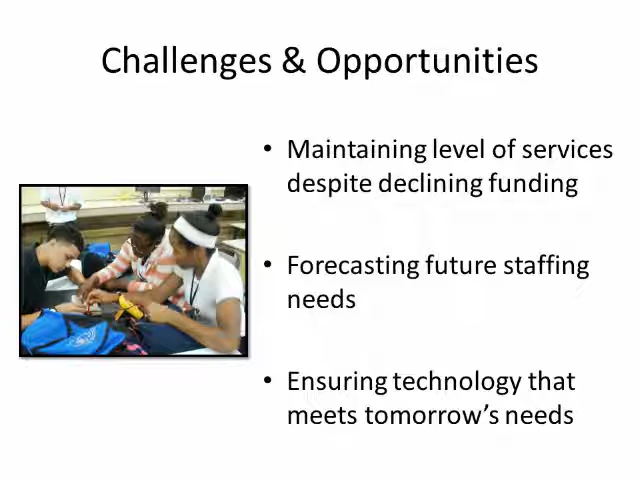 Challenges & Opportunities
• Maintaining level of services
despite declining funding
• Forecasting future staffing
needs
• Ensuring technology that
meets tomorrow’s needs